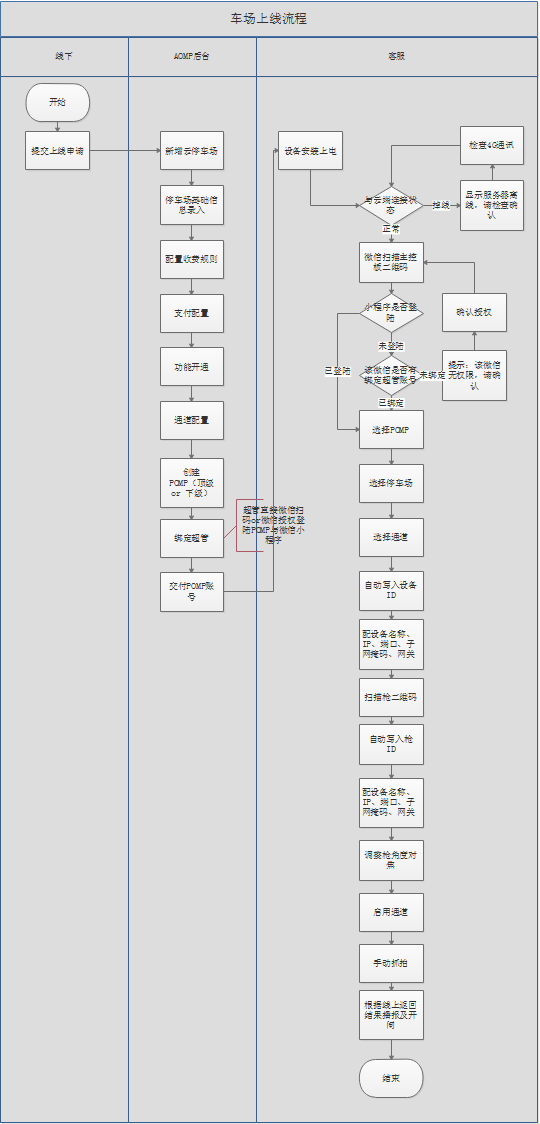 车场上线流程
线下
AOMP后台
客服
开始
提交上线申请
新增云停车场
停车场基础信
息录入
配置收费规则
支付配置
功能开通
通道配置
创建
PCMP（顶级
or 下级）
绑定超管
交付POMP账
号
超管直接微信扫
码or微信授权登
陆PCMP与微信小
程序
设备安装上电
检查4G通讯
与云端连接状
态
掉线
显示服务器离
线，请检查确
认
正常
微信扫描主控
板二维码
确认授权
小程序是否登
陆
未登陆
已登陆
该微信是否有
绑定超管账号
未绑定
提示：该微信
无权限，请确
认
已绑定
选择PCMP
选择停车场
选择通道
自动写入设备
ID
配设备名称、
IP、端口、子
网掩码、网关
扫描枪二维码
自动写入枪
ID
配设备名称、
IP、端口、子
网掩码、网关
调整枪角度对
焦
启用通道
手动抓拍
根据线上返回
结果播报及开
闸
结束